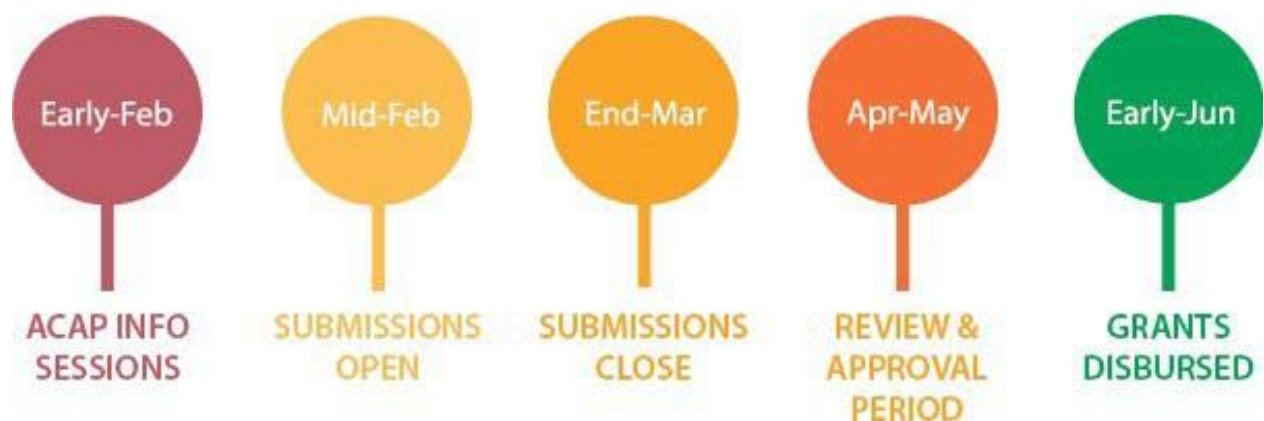 Early-Feb
Mid-Feb
End-Mar
Apr-May
Early-Jun
ACAP INFO
SESSIONS
SUBMISSIONS
OPEN
SUBMISSIONS
CLOSE
REVIEW &
APPROVAL
PERIOD
GRANTS
DISBURSED